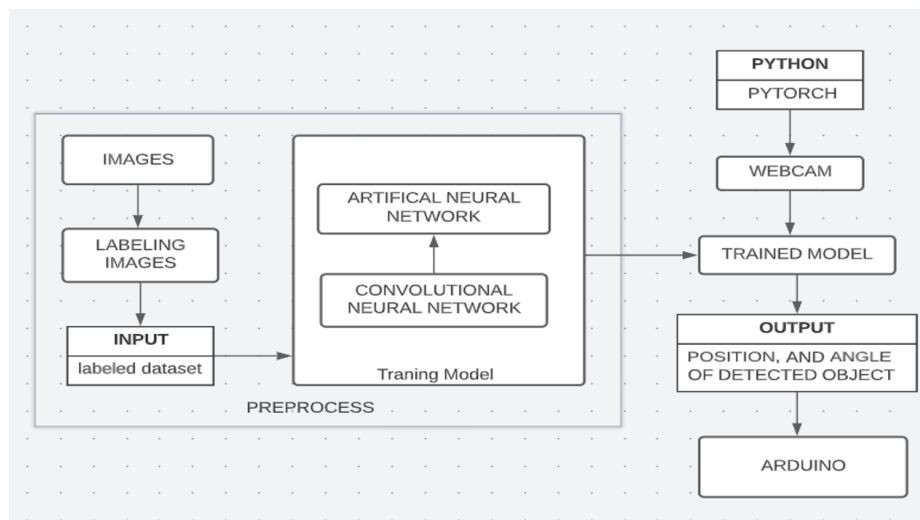 IMAGES
LABELING
IMAGES
INPUT
labeled dataset
ARTIFICAL NEURAL
NETWORK
CONVOLUTIONAL
NEURAL NETWORK
Traning Model
PREPROCESS
PYTHON
PYTORCH
WEBCAM
TRAINED MODEL
OUTPUT
POSITION, AND ANGLE
OF DETECTED OBJECT
ARDUINO